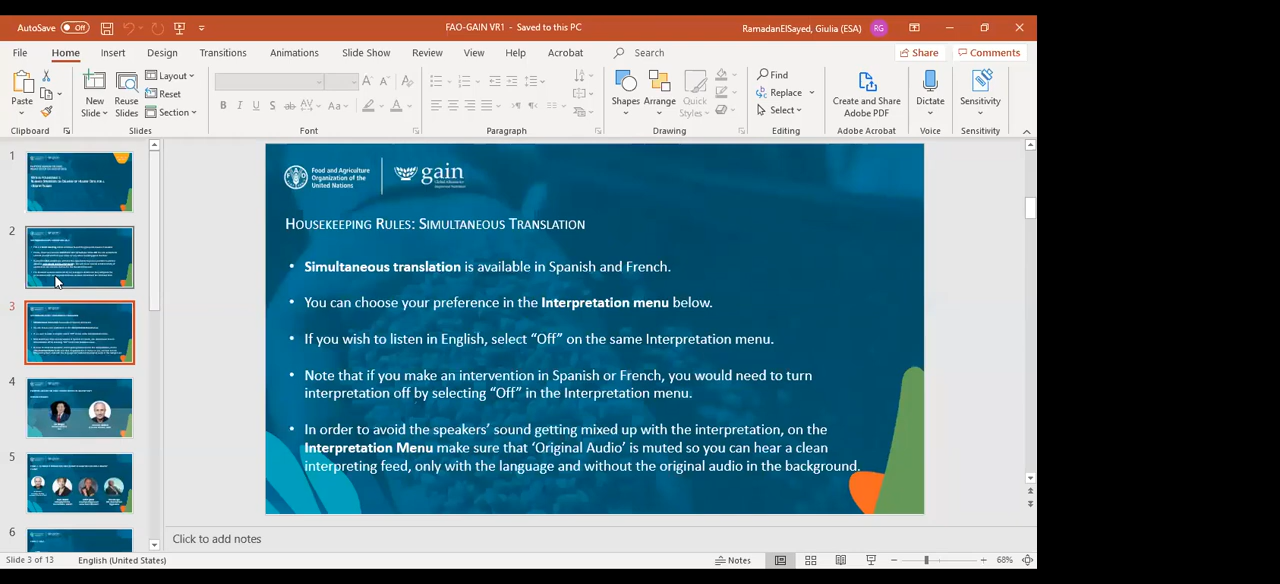 AutoSave Off
FAO-GAIN VR1 - Saved to this PC
RamadanElSayed, Giulia (ESA) RG
File Home Insert Design Transitions Animations Slide Show Review View Help Acrobat Search Share Comments
Layout
Reset
Section
Paste
New Slide
Reuse Slides
Shapes
Arrange
Quick Styles
Find
Replace
Select
Create and Share Adobe PDF
Dictate
Sensitivity
Clipboard Slides Font Paragraph Drawing Editing Adobe Acrobat Voice Sensitivity
1
2
3
4
5
6
Food and Agriculture
Organization of the
United Nations
gain
Housekeeping Rules: Simultaneous Translation
• Simultaneous translation is available in Spanish and French.
• You can choose your preference in the Interpretation menu below.
• If you wish to listen in English, select “Off” on the same Interpretation menu.
• Note that if you make an intervention in Spanish or French, you would need to turn
interpretation off by selecting “Off” in the Interpretation menu.
• In order to avoid the speakers’ sound getting mixed up with the interpretation, on the
Interpretation Menu make sure that ‘Original Audio’ is muted so you can hear a clean
interpreting feed, only with the language and without the original audio in the background.
Click to add notes
Slide 3 of 13 English (United States) Notes 68%